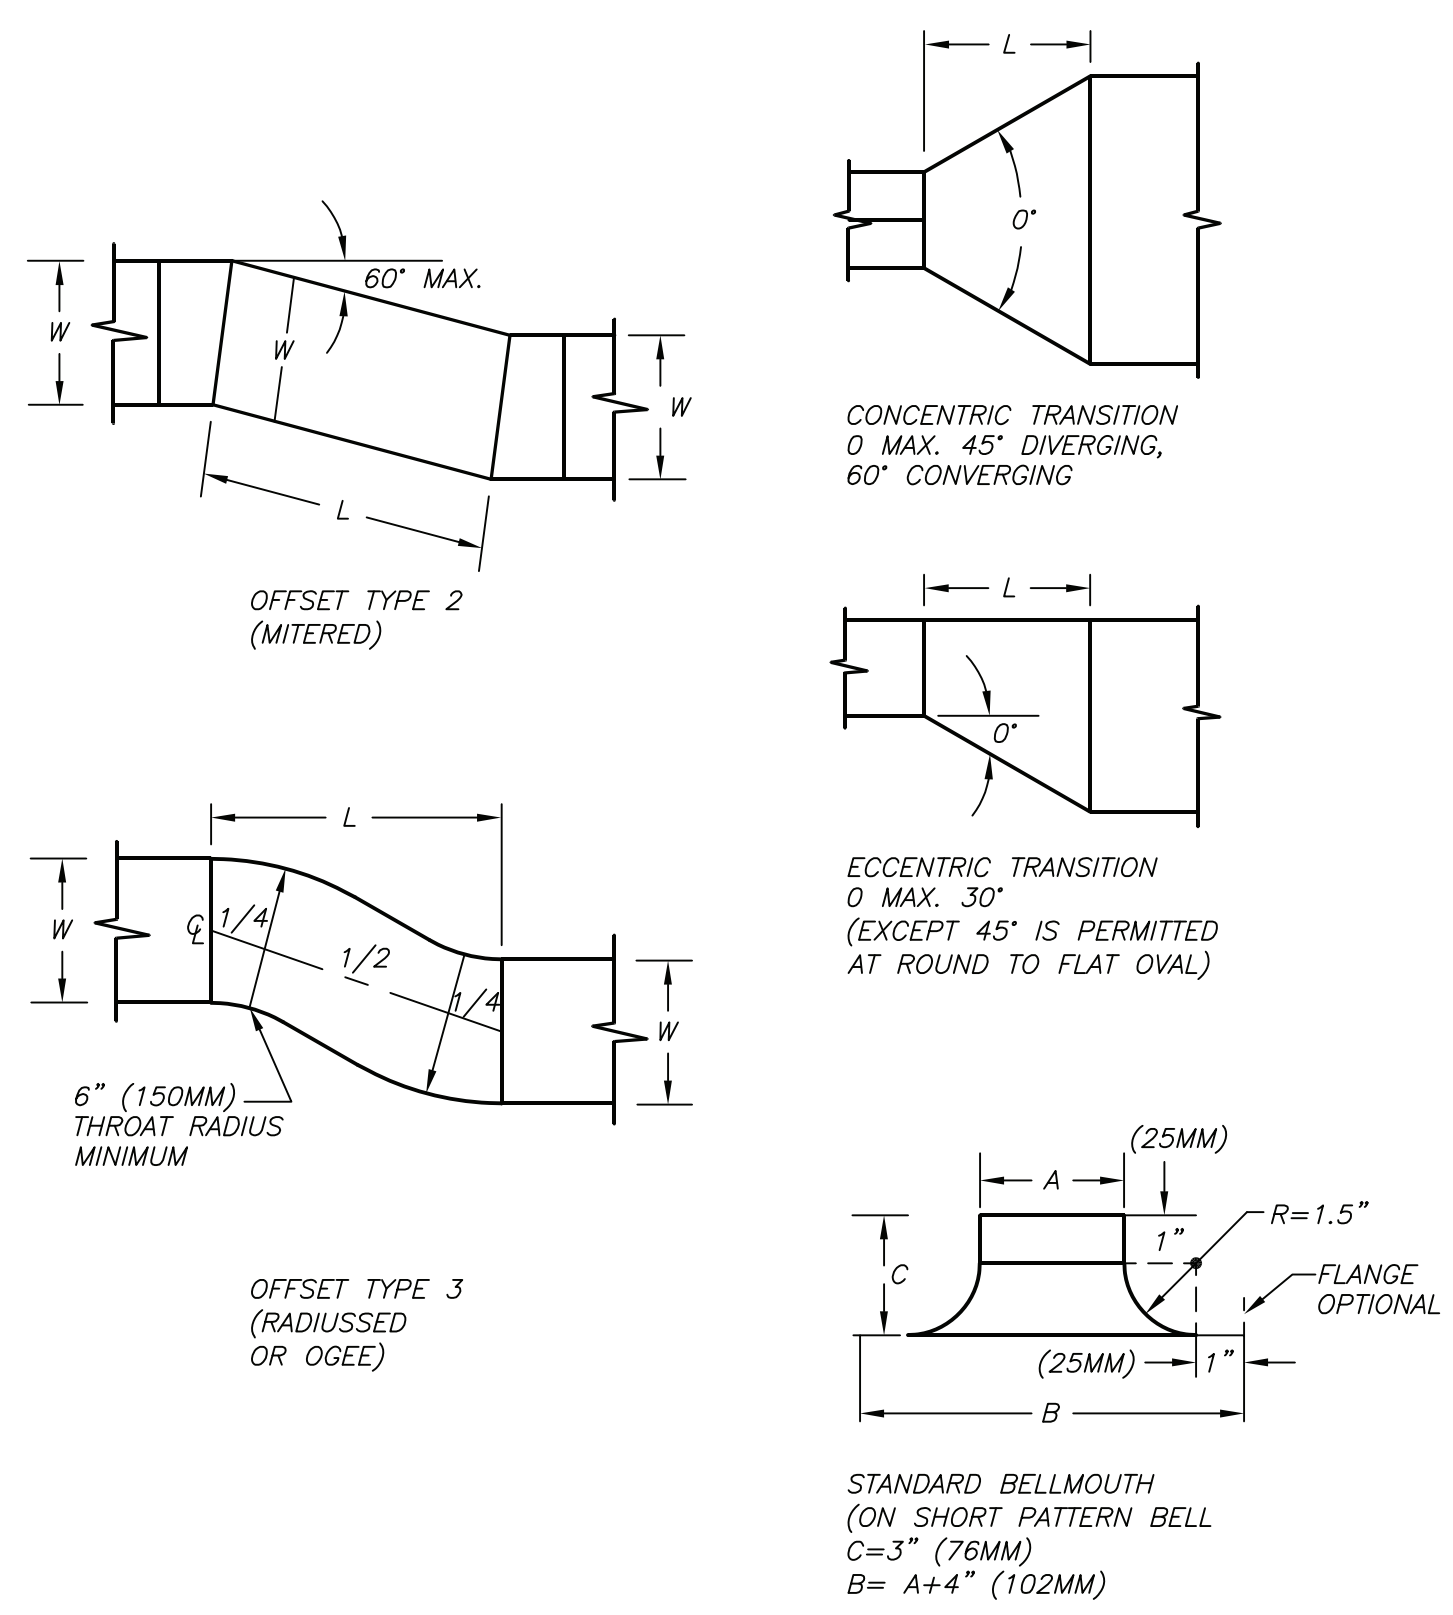 L
0°
CONCENTRIC TRANSITION
0 MAX. 45° DIVERGING,
60° CONVERGING
60° MAX.
W
W
W
L
OFFSET TYPE 2
(MITERED)
L
0°
ECCENTRIC TRANSITION
0 MAX. 30°
(EXCEPT 45° IS PERMITTED
AT ROUND TO FLAT OVAL)
L
W
℄
1/4
1/2
1/4
W
6" (150MM)
THROAT RADIUS
MINIMUM
OFFSET TYPE 3
(RADIUSSED
OR OGEE)
(25MM)
A
R=1.5"
1"
C
FLANGE
OPTIONAL
(25MM)
1"
B
STANDARD BELLMOUTH
(ON SHORT PATTERN BELL
C=3" (76MM)
B= A+4" (102MM)